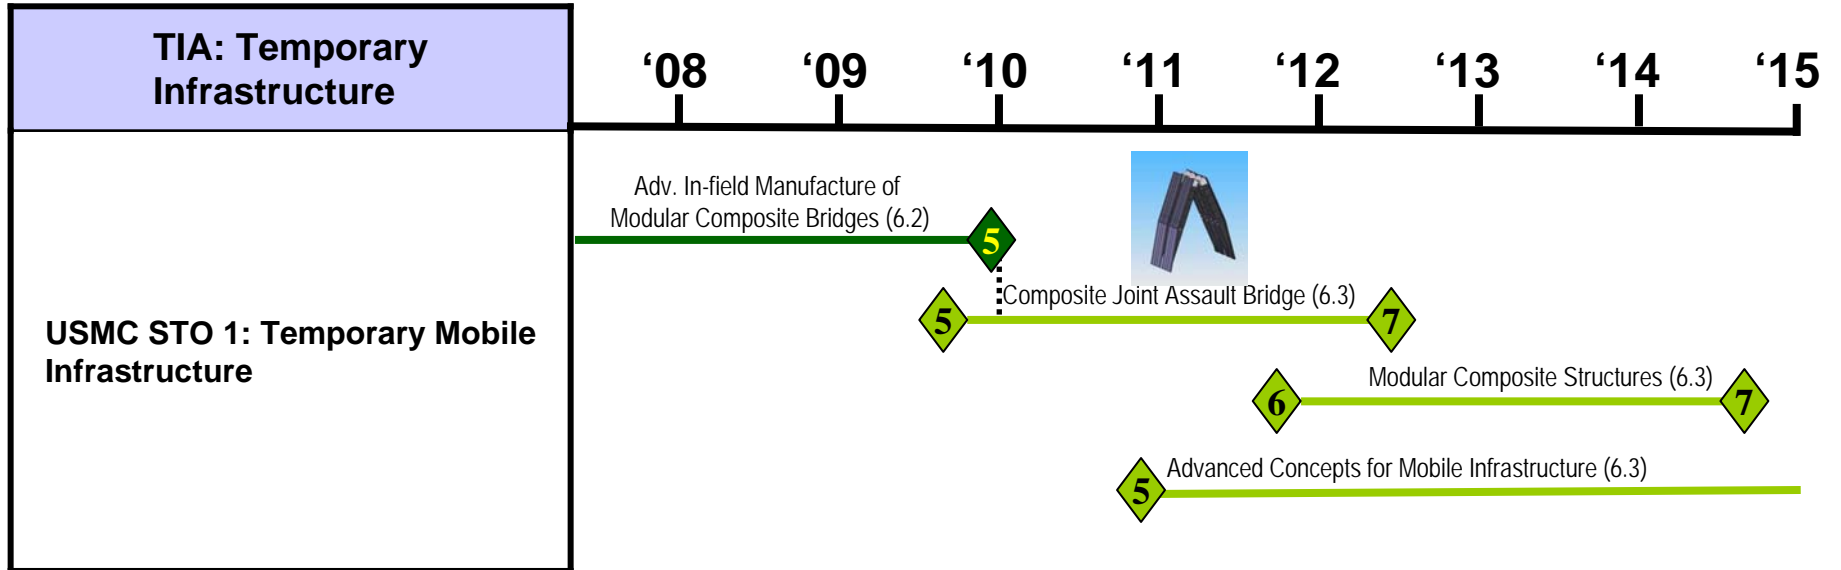 TIA: Temporary
Infrastructure
‘08 ‘09 ‘10 ‘11 ‘12 ‘13 ‘14 ‘15
Adv. In-field Manufacture of
Modular Composite Bridges (6.2)
5
Composite Joint Assault Bridge (6.3)
5 7
USMC STO 1: Temporary Mobile
Infrastructure
Modular Composite Structures (6.3)
6 7
Advanced Concepts for Mobile Infrastructure (6.3)
5